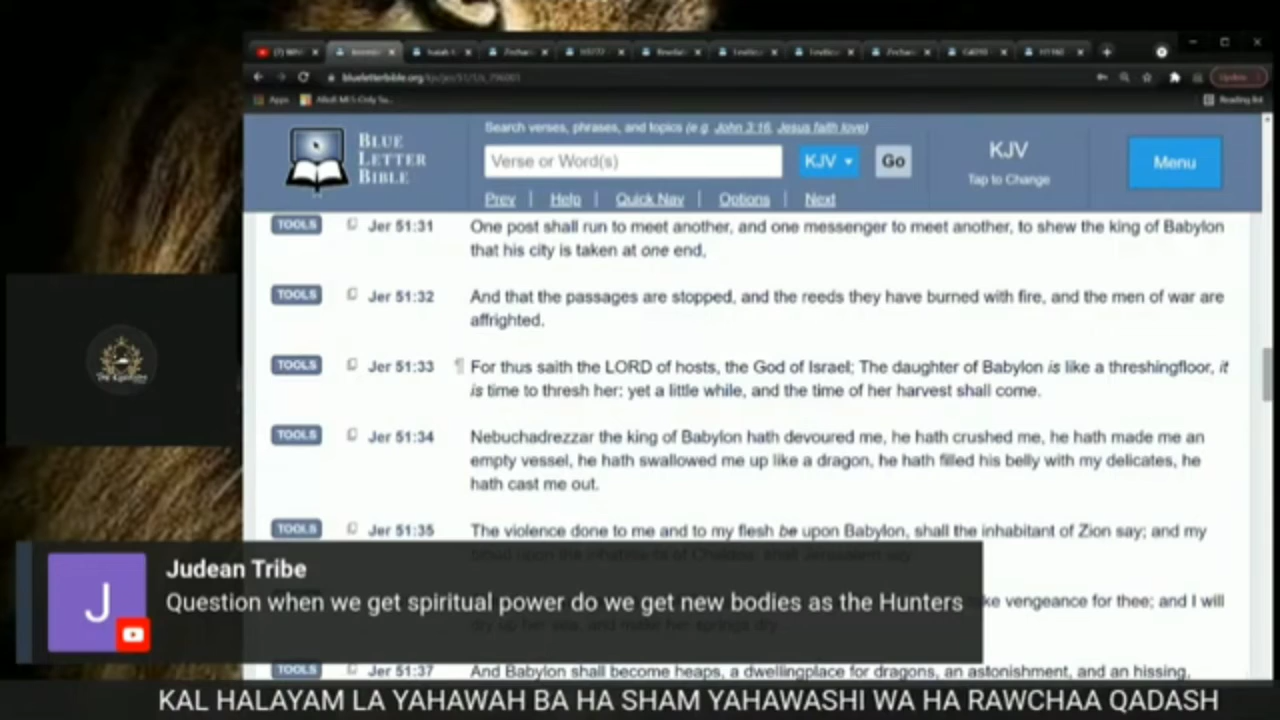 blueletterbible.org
Apps
Reading list
Update
BLUE
LETTER
BIBLE
Search verses, phrases, and topics (e.g. John 3:16, Jesus faith love)
Verse or Word(s)
KJV
Go
KJV
Tap to Change
Menu
Prev | Help | Quick Nav | Options | Next
TOOLS Jer 51:31 One post shall run to meet another, and one messenger to meet another, to shew the king of Babylon
that his city is taken at one end,
TOOLS Jer 51:32 And that the passages are stopped, and the reeds they have burned with fire, and the men of war are
affrighted.
TOOLS Jer 51:33 ¶ For thus saith the LORD of hosts, the God of Israel; The daughter of Babylon is like a threshingfloor, it
is time to thresh her: yet a little while, and the time of her harvest shall come.
TOOLS Jer 51:34 Nebuchadrezzar the king of Babylon hath devoured me, he hath crushed me, he hath made me an
empty vessel, he hath swallowed me up like a dragon, he hath filled his belly with my delicates, he
hath cast me out.
TOOLS Jer 51:35 The violence done to me and to my flesh be upon Babylon, shall the inhabitant of Zion say; and my
J
Judean Tribe
Question when we get spiritual power do we get new bodies as the Hunters
vengeance for thee; and I will
TOOLS Jer 51:37 And Babylon shall become heaps, a dwellingplace for dragons, an astonishment, and an hissing,
KAL HALAYAM LA YAHAWAH BA HA SHAM YAHAWASHI WA HA RAWCHAA QADASH